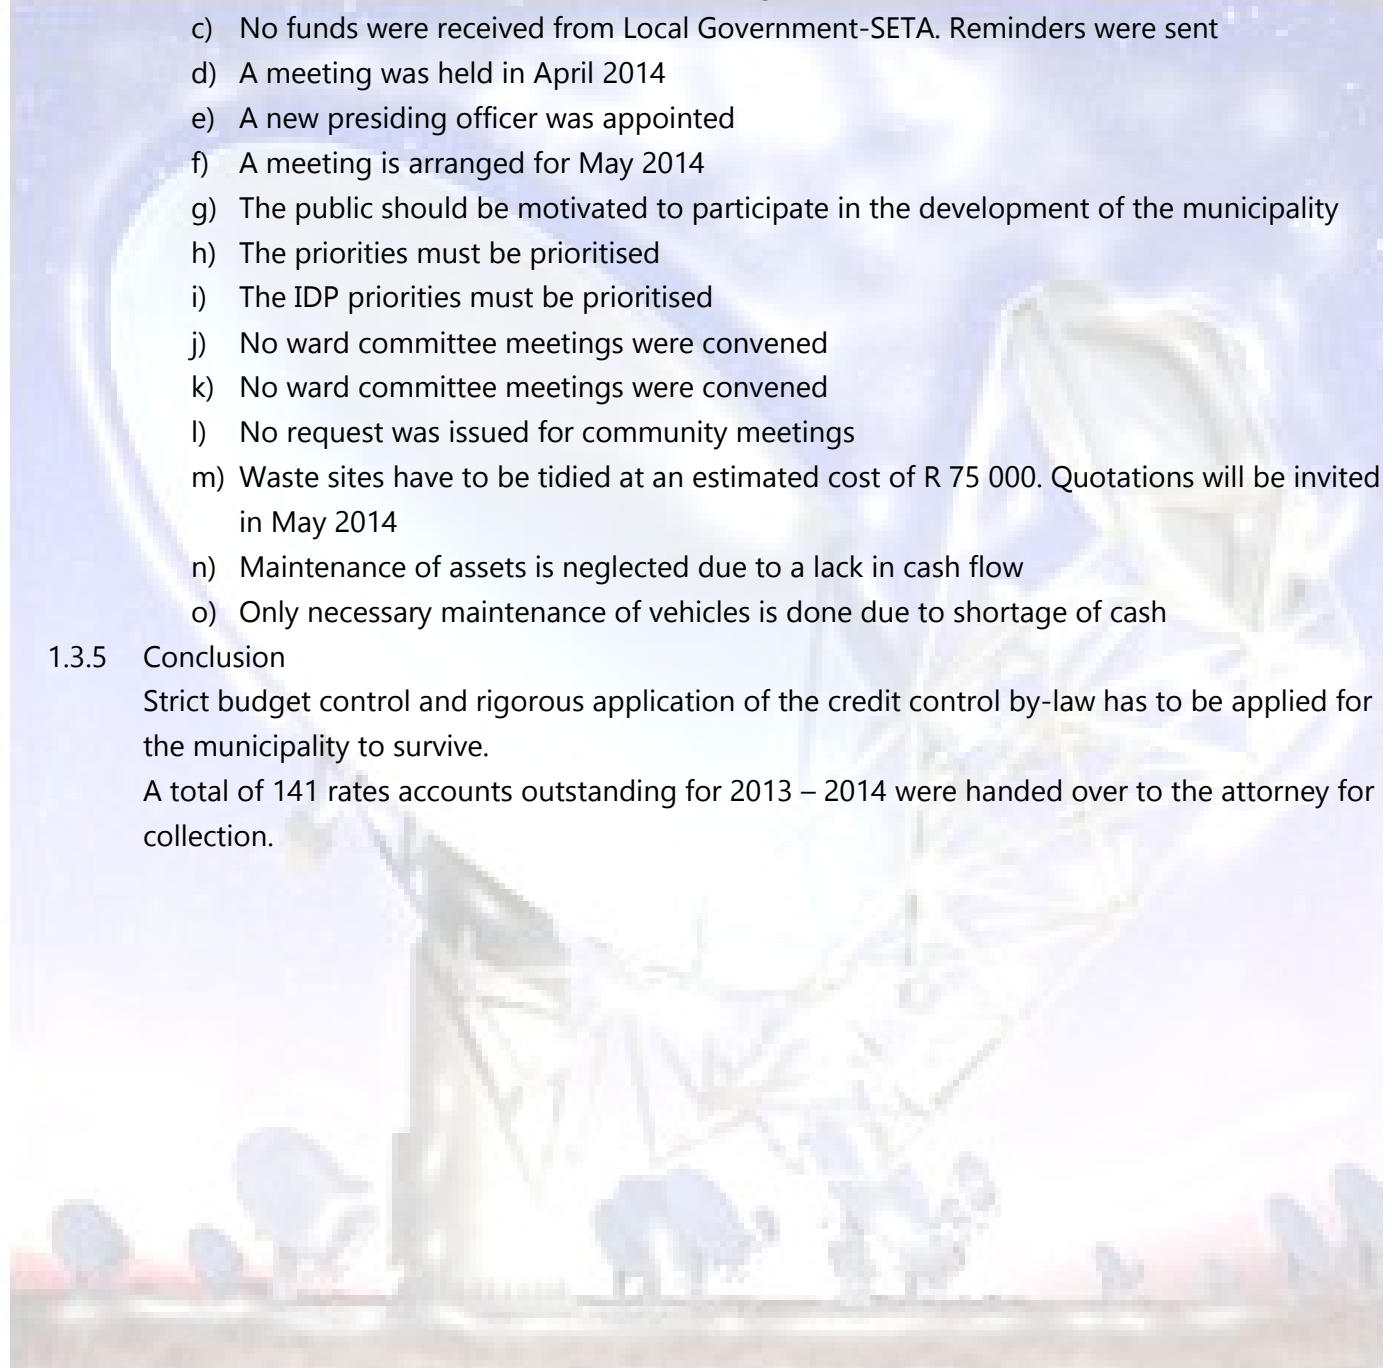 c) No funds were received from Local Government-SETA. Reminders were sent
d) A meeting was held in April 2014
e) A new presiding officer was appointed
f) A meeting is arranged for May 2014
g) The public should be motivated to participate in the development of the municipality
h) The priorities must be prioritised
i) The IDP priorities must be prioritised
j) No ward committee meetings were convened
k) No ward committee meetings were convened
l) No request was issued for community meetings
m) Waste sites have to be tidied at an estimated cost of R 75 000. Quotations will be invited
in May 2014
n) Maintenance of assets is neglected due to a lack in cash flow
o) Only necessary maintenance of vehicles is done due to shortage of cash
1.3.5 Conclusion
Strict budget control and rigorous application of the credit control by-law has to be applied for
the municipality to survive.
A total of 141 rates accounts outstanding for 2013 – 2014 were handed over to the attorney for
collection.